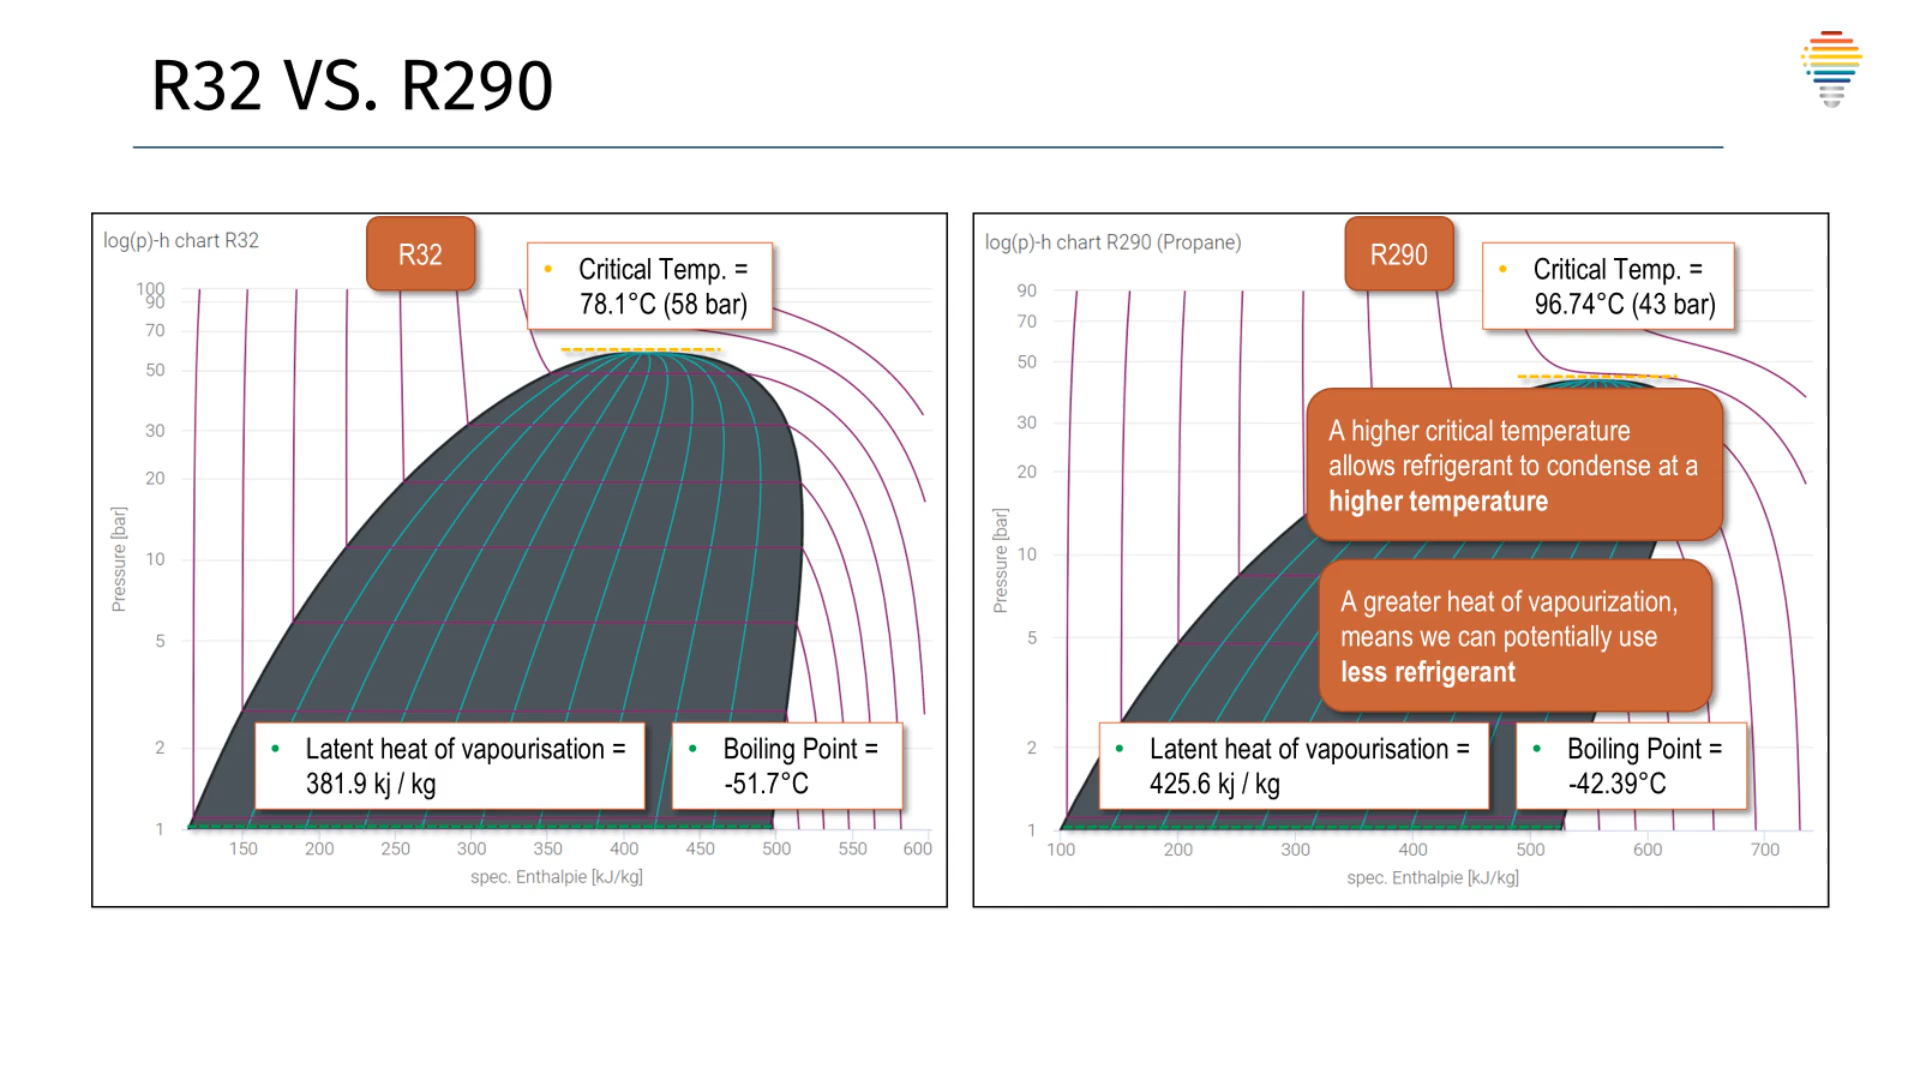 R32 VS. R290
log(p)-h chart R32
R32
Critical Temp. =
78.1°C (58 bar)
100
90
70
50
30
20
10
5
2
1
Pressure [bar]
Latent heat of vapourisation =
381.9 kj / kg
Boiling Point =
-51.7°C
150 200 250 300 350 400 450 500 550 600
spec. Enthalpie [kJ/kg]
log(p)-h chart R290 (Propane)
R290
Critical Temp. =
96.74°C (43 bar)
90
70
50
30
20
10
5
2
1
Pressure [bar]
A higher critical temperature
allows refrigerant to condense at a
higher temperature
A greater heat of vapourization,
means we can potentially use
less refrigerant
Latent heat of vapourisation =
425.6 kj / kg
Boiling Point =
-42.39°C
100 200 300 400 500 600 700
spec. Enthalpie [kJ/kg]